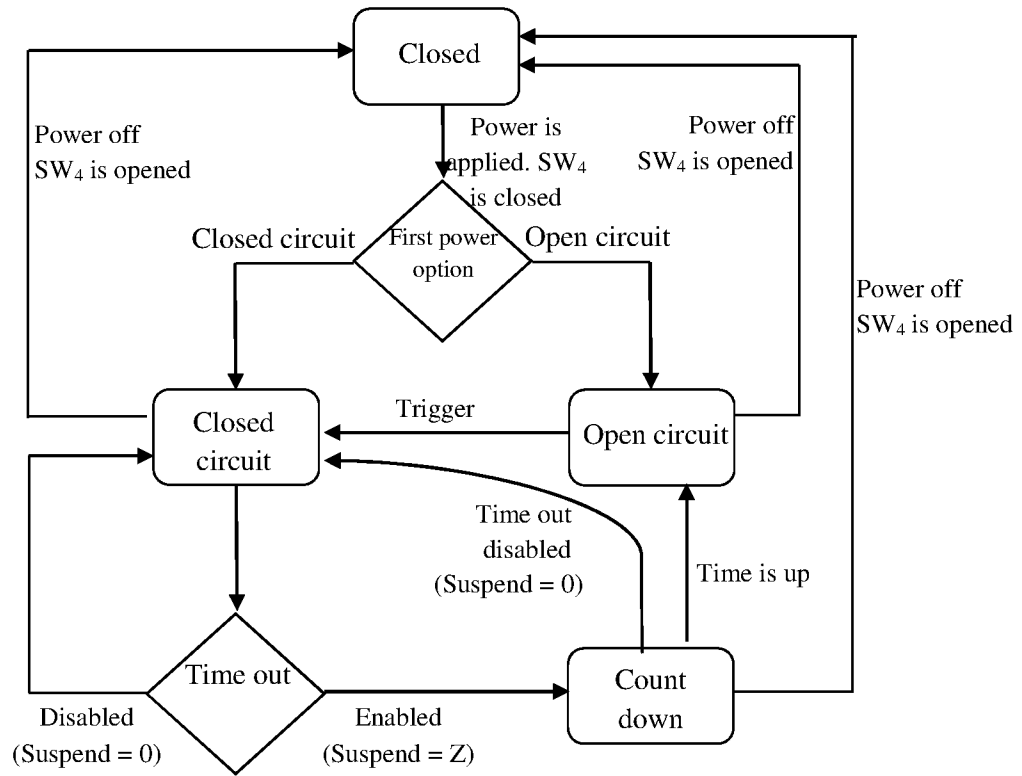 Closed
Power off
SW₄ is opened
Power is
applied. SW₄
is closed
Power off
SW₄ is opened
Closed circuit
First power
option
Open circuit
Power off
SW₄ is opened
Closed
circuit
Trigger
Open circuit
Time out
disabled
(Suspend = 0)
Time is up
Time out
Count
down
Disabled
(Suspend = 0)
Enabled
(Suspend = Z)